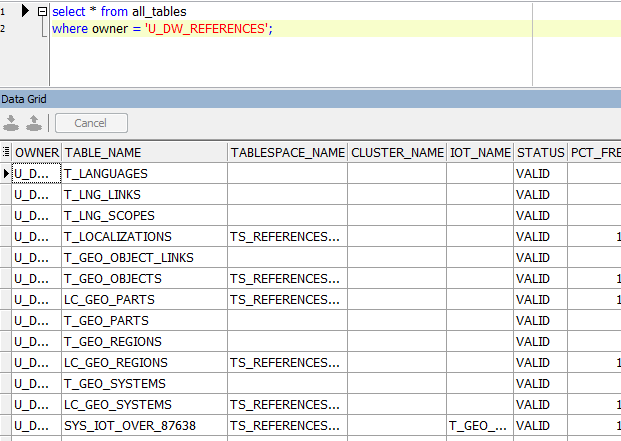 1 select * from all_tables
2 where owner = 'U_DW_REFERENCES';
Data Grid
Cancel
OWNER TABLE_NAME TABLESPACE_NAME CLUSTER_NAME IOT_NAME STATUS PCT_FRE
U_D... T_LANGUAGES VALID
U_D... T_LNG_LINKS VALID
U_D... T_LNG_SCOPES VALID
U_D... T_LOCALIZATIONS TS_REFERENCES... VALID 1
U_D... T_GEO_OBJECT_LINKS VALID
U_D... T_GEO_OBJECTS TS_REFERENCES... VALID 1
U_D... LC_GEO_PARTS TS_REFERENCES... VALID 1
U_D... T_GEO_PARTS VALID
U_D... T_GEO_REGIONS VALID
U_D... LC_GEO_REGIONS TS_REFERENCES... VALID 1
U_D... T_GEO_SYSTEMS VALID
U_D... LC_GEO_SYSTEMS TS_REFERENCES... VALID 1
U_D... SYS_IOT_OVER_87638 TS_REFERENCES... T_GEO_... VALID 1